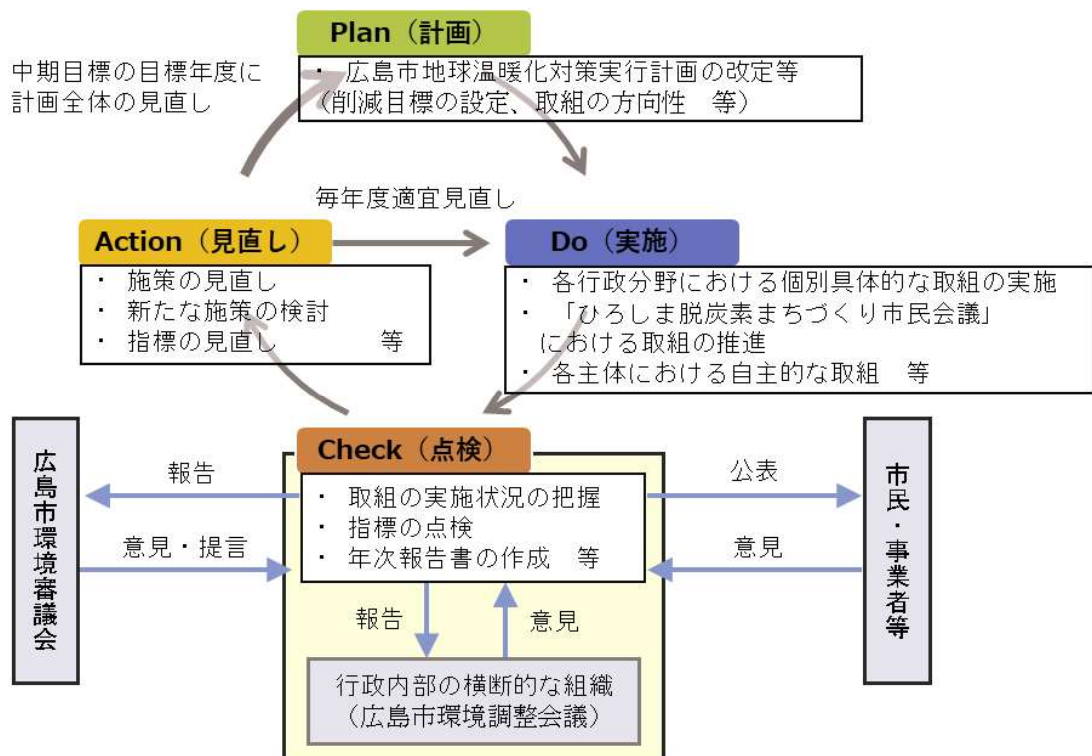 Plan（計画）
中期目標の目標年度に
計画全体の見直し
・ 広島市地球温暖化対策実行計画の改定等
（削減目標の設定、取組の方向性　等）
毎年度適宜見直し
Action（見直し）
・ 施策の見直し
・ 新たな施策の検討
・ 指標の見直し　　　等
Do（実施）
・ 各行政分野における個別具体的な取組の実施
・ 「ひろしま脱炭素まちづくり市民会議」
における取組の推進
・ 各主体における自主的な取組　等
Check（点検）
・ 取組の実施状況の把握
・ 指標の点検
・ 年次報告書の作成　等
広島市環境審議会
報告
意見・提言
公表
意見
市民・事業者等
報告
意見
行政内部の横断的な組織
（広島市環境調整会議）